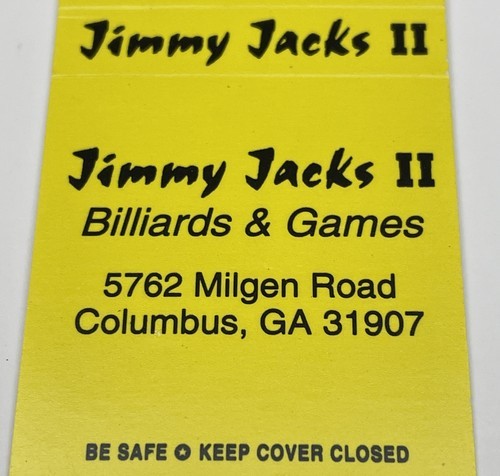 Jimmy Jacks II
Jimmy Jacks II
Billiards & Games
5762 Milgen Road
Columbus, GA 31907
BE SAFE ✪ KEEP COVER CLOSED